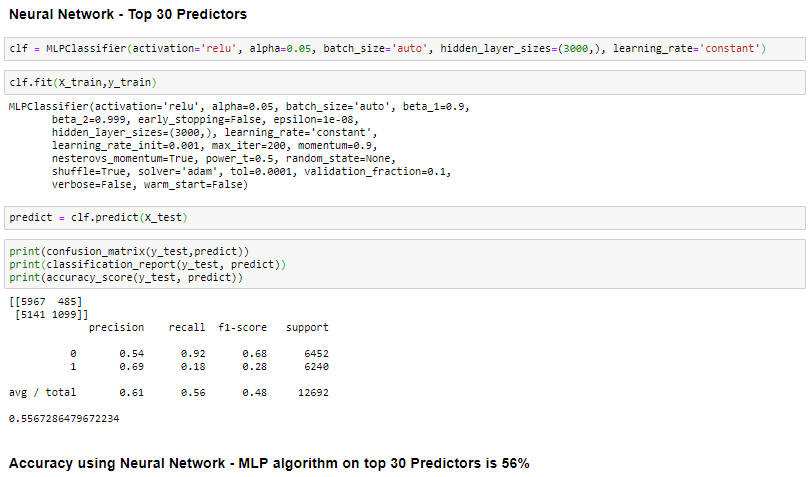 Neural Network - Top 30 Predictors
clf = MLPClassifier(activation='relu', alpha=0.05, batch_size='auto', hidden_layer_sizes=(3000,), learning_rate='constant')
clf.fit(X_train,y_train)
MLPClassifier(activation='relu', alpha=0.05, batch_size='auto', beta_1=0.9,
       beta_2=0.999, early_stopping=False, epsilon=1e-08,
       hidden_layer_sizes=(3000,), learning_rate='constant',
       learning_rate_init=0.001, max_iter=200, momentum=0.9,
       nesterovs_momentum=True, power_t=0.5, random_state=None,
       shuffle=True, solver='adam', tol=0.0001, validation_fraction=0.1,
       verbose=False, warm_start=False)
predict = clf.predict(X_test)
print(confusion_matrix(y_test,predict))
print(classification_report(y_test, predict))
print(accuracy_score(y_test, predict))
[[5967  485]
 [5141 1099]]
             precision    recall  f1-score   support
          0       0.54      0.92      0.68      6452
          1       0.69      0.18      0.28      6240
avg / total       0.61      0.56      0.48     12692
0.5567286479672234
Accuracy using Neural Network - MLP algorithm on top 30 Predictors is 56%